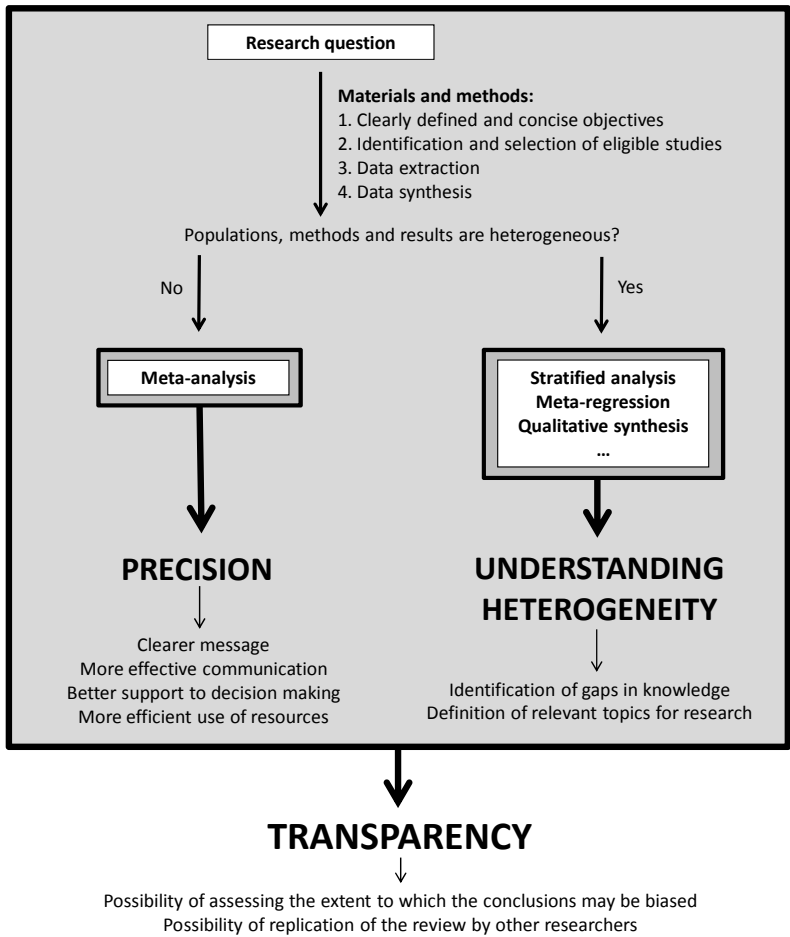 Research question
Materials and methods:
1. Clearly defined and concise objectives
2. Identification and selection of eligible studies
3. Data extraction
4. Data synthesis
Populations, methods and results are heterogeneous?
No
Yes
Meta-analysis
Stratified analysis
Meta-regression
Qualitative synthesis
...
PRECISION
Clearer message
More effective communication
Better support to decision making
More efficient use of resources
UNDERSTANDING
HETEROGENEITY
Identification of gaps in knowledge
Definition of relevant topics for research
TRANSPARENCY
Possibility of assessing the extent to which the conclusions may be biased
Possibility of replication of the review by other researchers